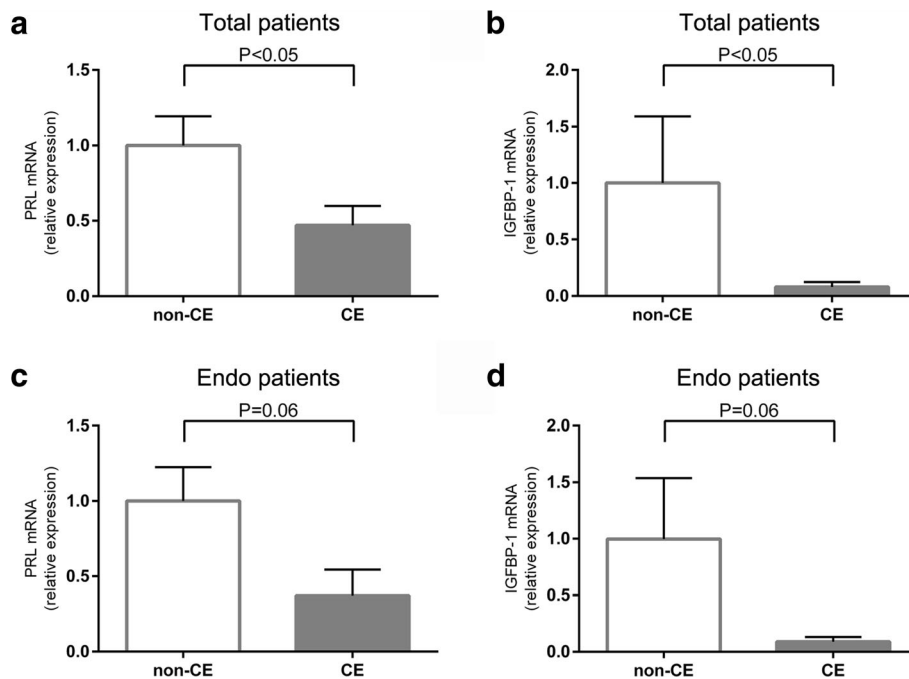 a Total patients
P<0.05
1.5
1.0
0.5
0.0
PRL mRNA
(relative expression)
non-CE CE
b Total patients
P<0.05
2.0
1.5
1.0
0.5
0.0
IGFBP-1 mRNA
(relative expression)
non-CE CE
c Endo patients
P=0.06
1.5
1.0
0.5
0.0
PRL mRNA
(relative expression)
non-CE CE
d Endo patients
P=0.06
2.0
1.5
1.0
0.5
0.0
IGFBP-1 mRNA
(relative expression)
non-CE CE